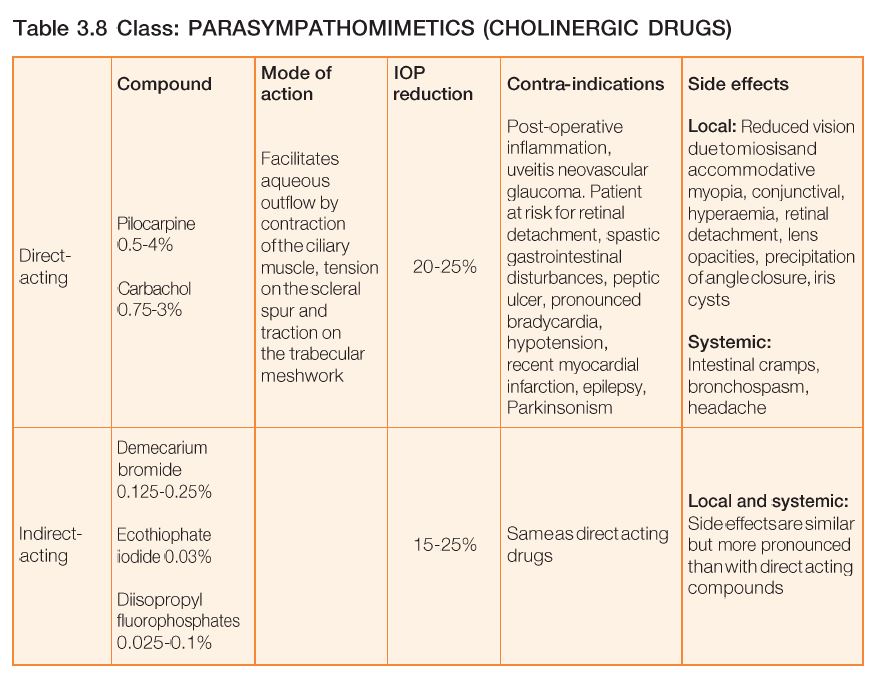 Table 3.8 Class: PARASYMPATHOMIMETICS (CHOLINERGIC DRUGS)
Compound
Mode of
action
IOP
reduction
Contra-indications
Side effects
Direct-
acting
Pilocarpine
0.5-4%
Carbachol
0.75-3%
Facilitates
aqueous
outflow by
contraction
of the ciliary
muscle, tension
on the scleral
spur and
traction on
the trabecular
meshwork
20-25%
Post-operative
inflammation,
uveitis neovascular
glaucoma. Patient
at risk for retinal
detachment, spastic
gastrointestinal
disturbances, peptic
ulcer, pronounced
bradycardia,
hypotension,
recent myocardial
infarction, epilepsy,
Parkinsonism
Local: Reduced vision
due to miosis and
accommodative
myopia, conjunctival,
hyperaemia, retinal
detachment, lens
opacities, precipitation
of angle closure, iris
cysts
Systemic:
Intestinal cramps,
bronchospasm,
headache
Indirect-
acting
Demecarium
bromide
0.125-0.25%
Ecothiophate
iodide 0.03%
Diisopropyl
fluorophosphates
0.025-0.1%
15-25%
Same as direct acting
drugs
Local and systemic:
Side effects are similar
but more pronounced
than with direct acting
compounds